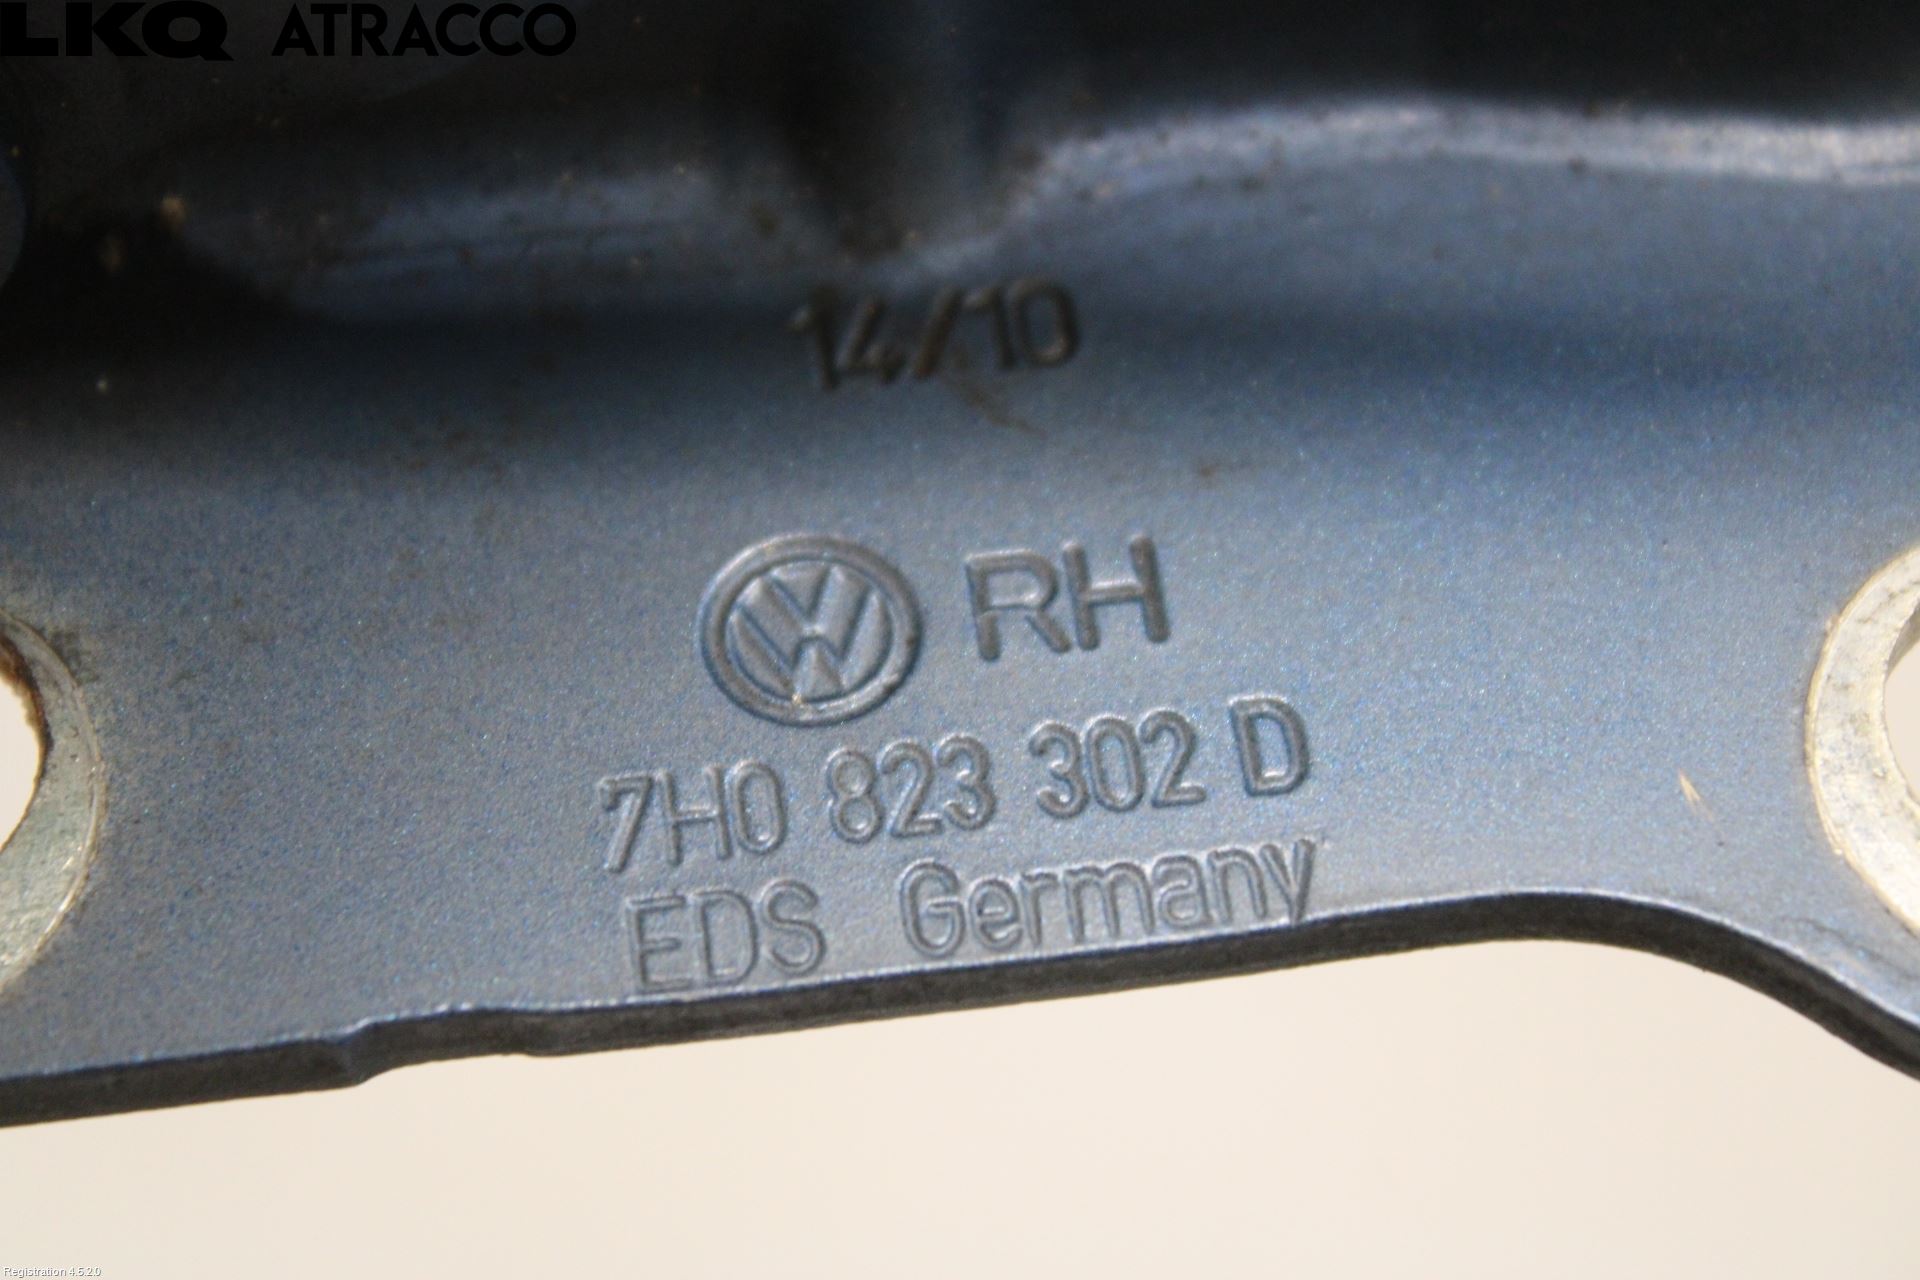 LKQ ATRACCO
14/10
RH
7H0 823 302 D
EDS Germany
Registration 4.5.2.0